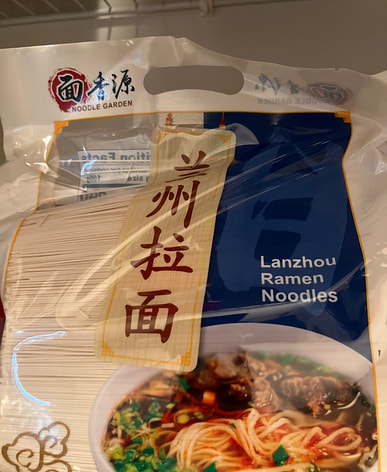 面香源
NOODLE GARDEN
兰州拉面
Lanzhou
Ramen
Noodles